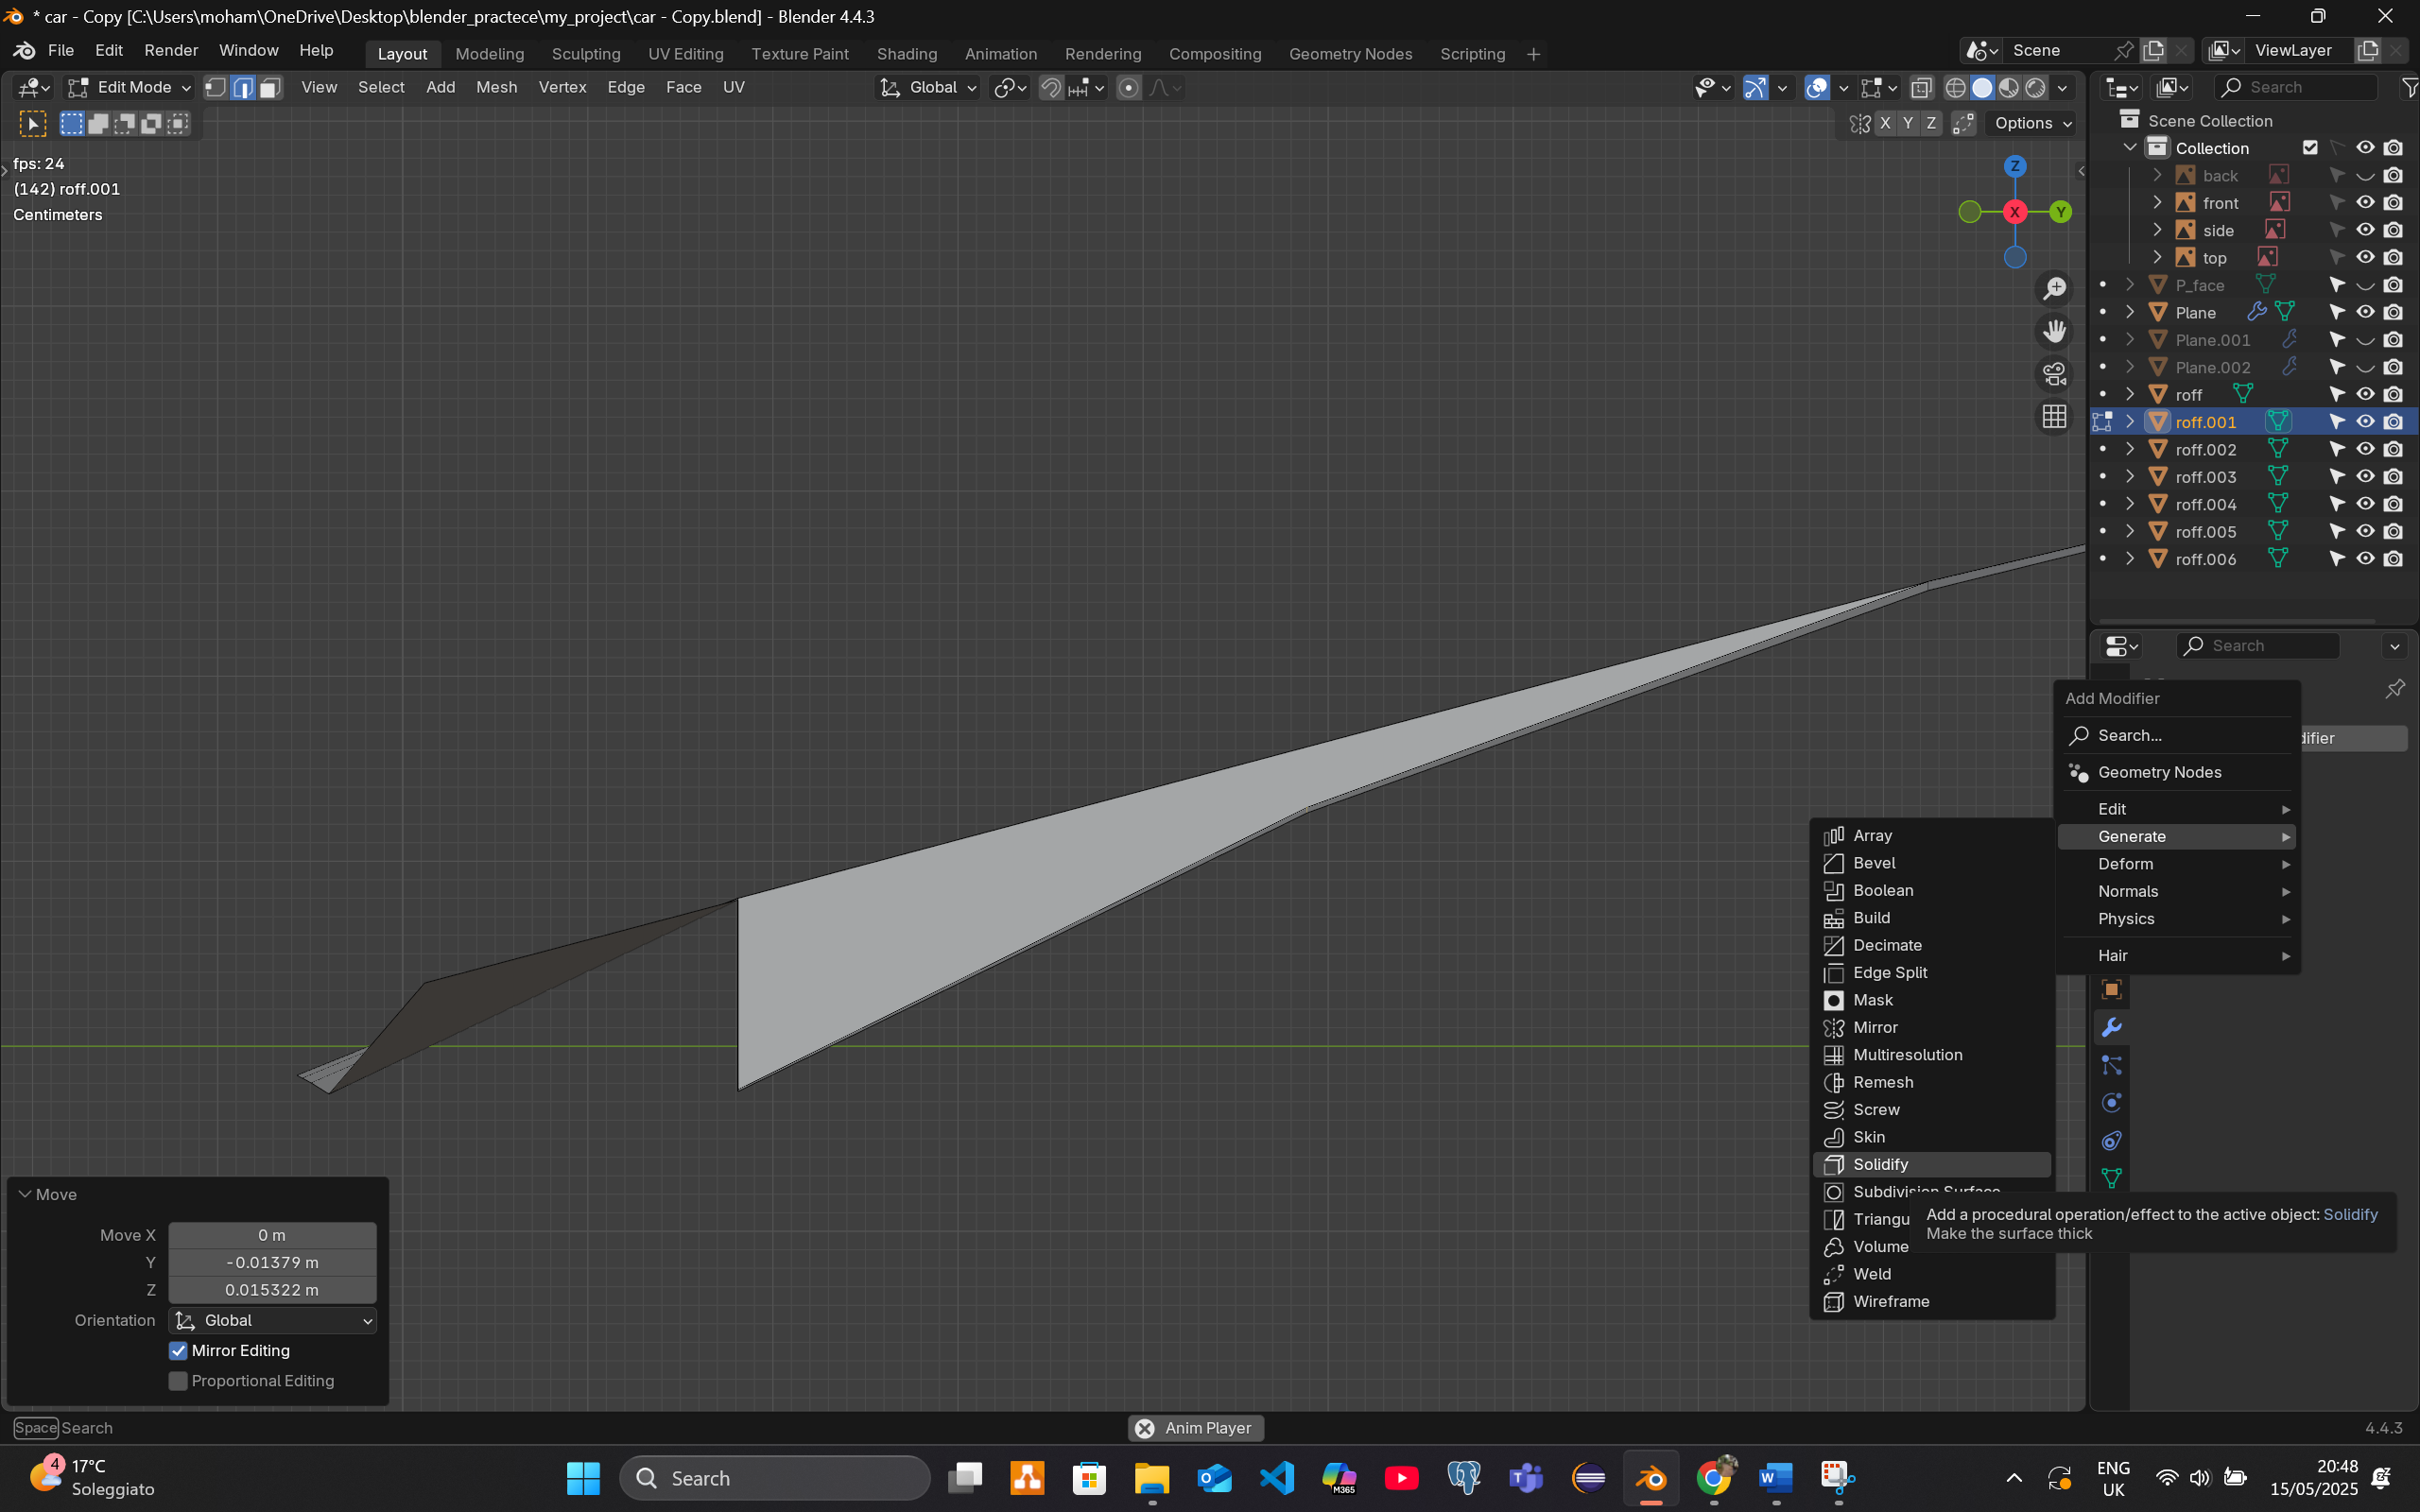 * car - Copy [C:\Users\moham\OneDrive\Desktop\blender_practece\my_project\car - Copy.blend] - Blender 4.4.3
File Edit Render Window Help Layout Modeling Sculpting UV Editing Texture Paint Shading Animation Rendering Compositing Geometry Nodes Scripting + Scene ViewLayer
Edit Mode View Select Add Mesh Vertex Edge Face UV Global Search
X Y Z Options
fps: 24
(142) roff.001
Centimeters
Z
X
Y
Scene Collection
Collection
back
front
side
top
P_face
Plane
Plane.001
Plane.002
roff
roff.001
roff.002
roff.003
roff.004
roff.005
roff.006
Search
Add Modifier
Search...
difier
Geometry Nodes
Edit
Generate
Deform
Normals
Physics
Hair
Array
Bevel
Boolean
Build
Decimate
Edge Split
Mask
Mirror
Multiresolution
Remesh
Screw
Skin
Solidify
Subdivision Surface
Triangu
Volume
Weld
Wireframe
Add a procedural operation/effect to the active object: Solidify
Make the surface thick
Move
Move X 0 m
Y -0.01379 m
Z 0.015322 m
Orientation Global
Mirror Editing
Proportional Editing
Space Search Anim Player 4.4.3
4 17°C
Soleggiato
Search
M365
ENG
UK
20:48
15/05/2025